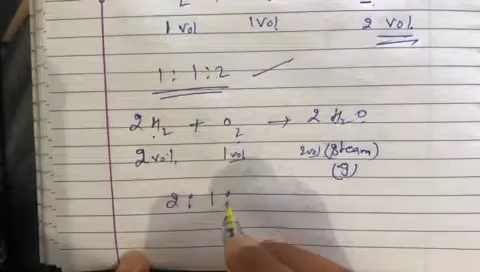 2
1 vol 1 vol 2 vol
1 : 1 : 2
2 H2 + O2 → 2 H2O
2 vol. 1 vol 2 vol (steam)
(g)
2 : 1 :